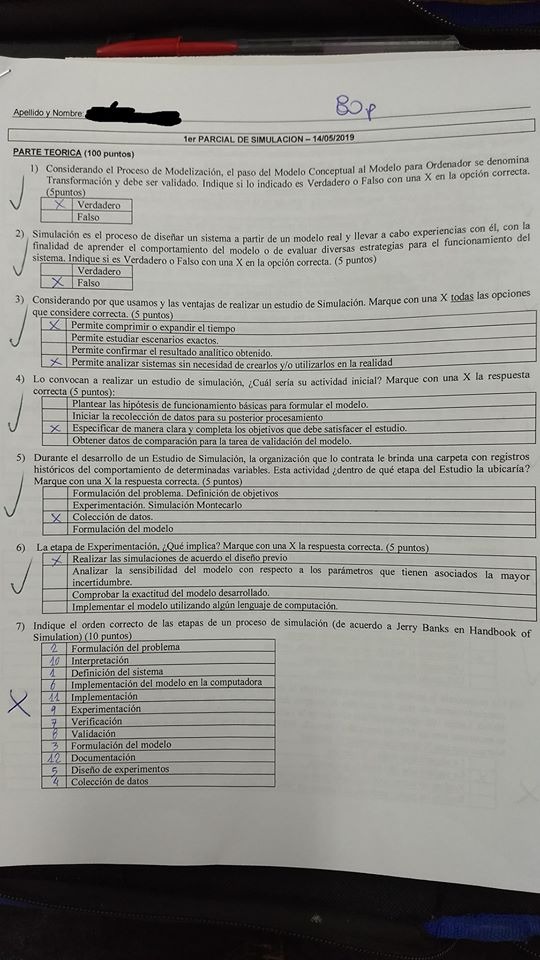 Apellido y Nombre:
80 p
1er PARCIAL DE SIMULACION – 14/05/2019
PARTE TEORICA (100 puntos)
1) Considerando el Proceso de Modelización, el paso del Modelo Conceptual al Modelo para Ordenador se denomina
Transformación y debe ser validado. Indique si lo indicado es Verdadero o Falso con una X en la opción correcta.
(5puntos)
X Verdadero
Falso
2) Simulación es el proceso de diseñar un sistema a partir de un modelo real y llevar a cabo experiencias con él, con la
finalidad de aprender el comportamiento del modelo o de evaluar diversas estrategias para el funcionamiento del
sistema. Indique si es Verdadero o Falso con una X en la opción correcta. (5 puntos)
Verdadero
X Falso
3) Considerando por que usamos y las ventajas de realizar un estudio de Simulación. Marque con una X todas las opciones
que considere correcta. (5 puntos)
X Permite comprimir o expandir el tiempo
Permite estudiar escenarios exactos.
Permite confirmar el resultado analítico obtenido.
X Permite analizar sistemas sin necesidad de crearlos y/o utilizarlos en la realidad
4) Lo convocan a realizar un estudio de simulación, ¿Cuál sería su actividad inicial? Marque con una X la respuesta
correcta (5 puntos):
Plantear las hipótesis de funcionamiento básicas para formular el modelo.
Iniciar la recolección de datos para su posterior procesamiento
X Especificar de manera clara y completa los objetivos que debe satisfacer el estudio.
Obtener datos de comparación para la tarea de validación del modelo.
5) Durante el desarrollo de un Estudio de Simulación, la organización que lo contrata le brinda una carpeta con registros
históricos del comportamiento de determinadas variables. Esta actividad ¿dentro de qué etapa del Estudio la ubicaría?
Marque con una X la respuesta correcta. (5 puntos)
Formulación del problema. Definición de objetivos
Experimentación. Simulación Montecarlo
X Colección de datos.
Formulación del modelo
6) La etapa de Experimentación, ¿Qué implica? Marque con una X la respuesta correcta. (5 puntos)
X Realizar las simulaciones de acuerdo el diseño previo
Analizar la sensibilidad del modelo con respecto a los parámetros que tienen asociados la mayor
incertidumbre.
Comprobar la exactitud del modelo desarrollado.
Implementar el modelo utilizando algún lenguaje de computación.
7) Indique el orden correcto de las etapas de un proceso de simulación (de acuerdo a Jerry Banks en Handbook of
Simulation) (10 puntos)
2 Formulación del problema
10 Interpretación
1 Definición del sistema
6 Implementación del modelo en la computadora
11 Implementación
9 Experimentación
7 Verificación
8 Validación
3 Formulación del modelo
12 Documentación
5 Diseño de experimentos
4 Colección de datos